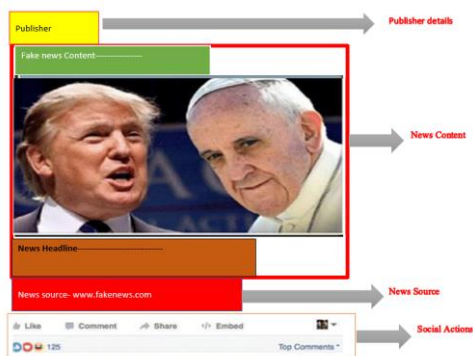 Publisher
Publisher details
Fake news Content-----------------
News Content
News Headline-------------------------------
News source- www.fakenews.com
News Source
Like Comment Share </> Embed
Social Actions
125 Top Comments